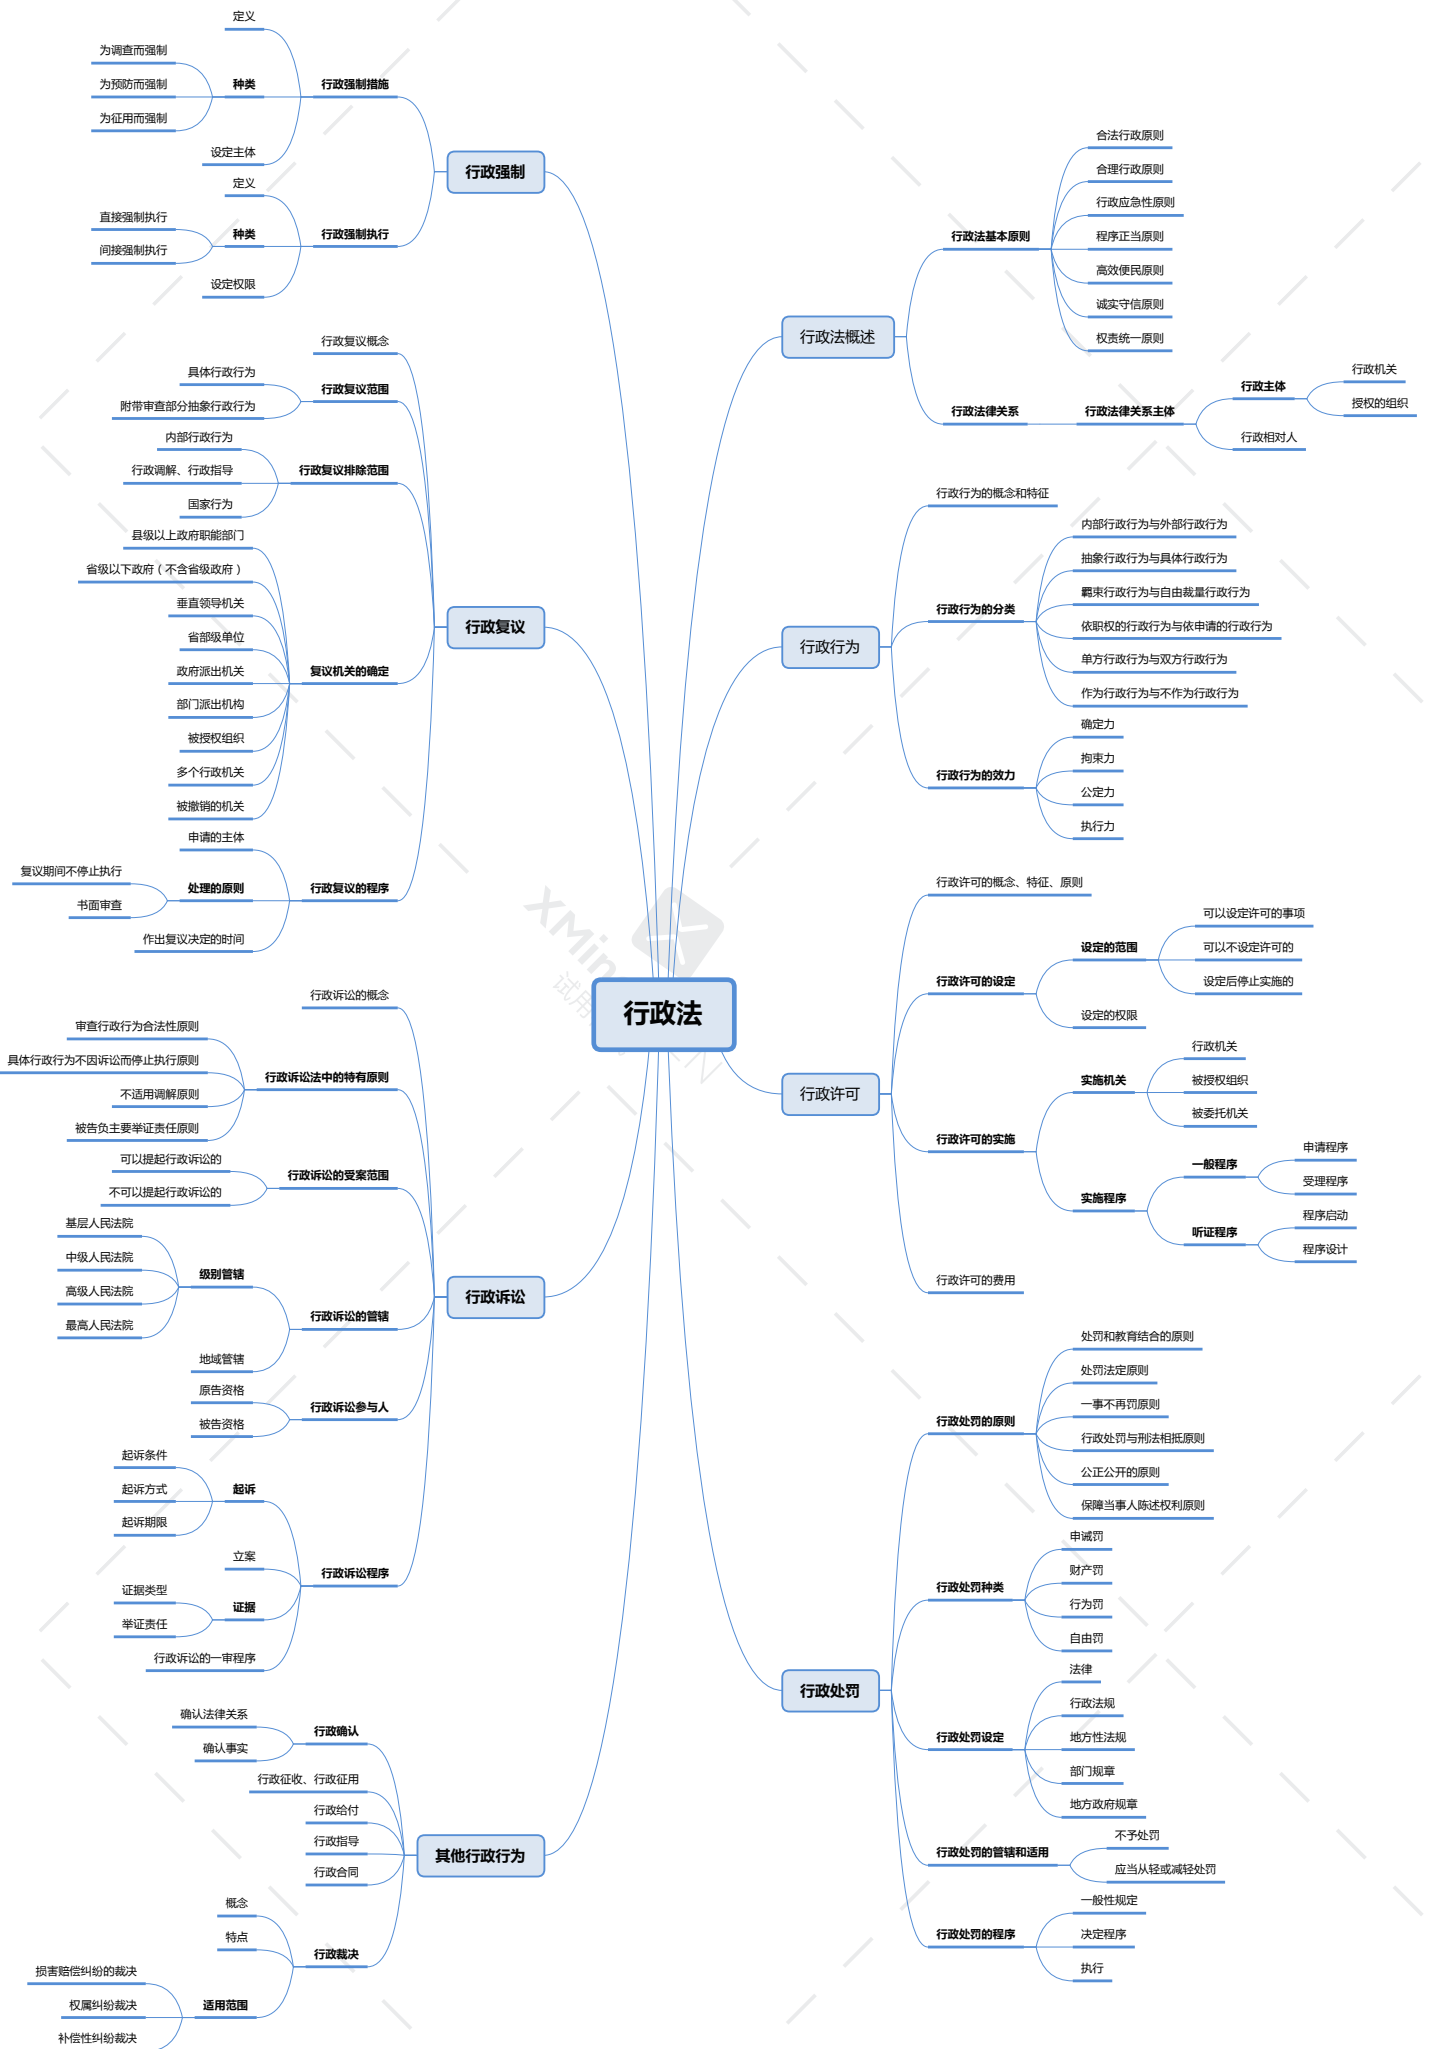 行政法
行政法概述
行政法基本原则
合法行政原则
合理行政原则
行政应急性原则
程序正当原则
高效便民原则
诚实守信原则
权责统一原则
行政法律关系
行政法律关系主体
行政主体
行政机关
授权的组织
行政相对人
行政行为
行政行为的概念和特征
行政行为的分类
内部行政行为与外部行政行为
抽象行政行为与具体行政行为
羁束行政行为与自由裁量行政行为
依职权的行政行为与依申请的行政行为
单方行政行为与双方行政行为
作为行政行为与不作为行政行为
行政行为的效力
确定力
拘束力
公定力
执行力
行政许可
行政许可的概念、特征、原则
行政许可的设定
设定的范围
可以设定许可的事项
可以不设定许可的
设定后停止实施的
设定的权限
行政许可的实施
实施机关
行政机关
被授权组织
被委托机关
实施程序
一般程序
申请程序
受理程序
听证程序
程序启动
程序设计
行政许可的费用
行政处罚
行政处罚的原则
处罚和教育结合的原则
处罚法定原则
一事不再罚原则
行政处罚与刑法相抵原则
公正公开的原则
保障当事人陈述权利原则
行政处罚种类
申诫罚
财产罚
行为罚
自由罚
行政处罚设定
法律
行政法规
地方性法规
部门规章
地方政府规章
行政处罚的管辖和适用
不予处罚
应当从轻或减轻处罚
行政处罚的程序
一般性规定
决定程序
执行
行政强制
行政强制措施
定义
种类
为调查而强制
为预防而强制
为征用而强制
设定主体
行政强制执行
定义
种类
直接强制执行
间接强制执行
设定权限
行政复议
行政复议概念
行政复议范围
具体行政行为
附带审查部分抽象行政行为
行政复议排除范围
内部行政行为
行政调解、行政指导
国家行为
复议机关的确定
县级以上政府职能部门
省级以下政府（不含省级政府）
垂直领导机关
省部级单位
政府派出机关
部门派出机构
被授权组织
多个行政机关
被撤销的机关
行政复议的程序
申请的主体
处理的原则
复议期间不停止执行
书面审查
作出复议决定的时间
行政诉讼
行政诉讼的概念
行政诉讼法中的特有原则
审查行政行为合法性原则
具体行政行为不因诉讼而停止执行原则
不适用调解原则
被告负主要举证责任原则
行政诉讼的受案范围
可以提起行政诉讼的
不可以提起行政诉讼的
行政诉讼的管辖
级别管辖
基层人民法院
中级人民法院
高级人民法院
最高人民法院
地域管辖
行政诉讼参与人
原告资格
被告资格
行政诉讼程序
起诉
起诉条件
起诉方式
起诉期限
立案
证据
证据类型
举证责任
行政诉讼的一审程序
其他行政行为
行政确认
确认法律关系
确认事实
行政征收、行政征用
行政给付
行政指导
行政合同
行政裁决
概念
特点
适用范围
损害赔偿纠纷的裁决
权属纠纷裁决
补偿性纠纷裁决